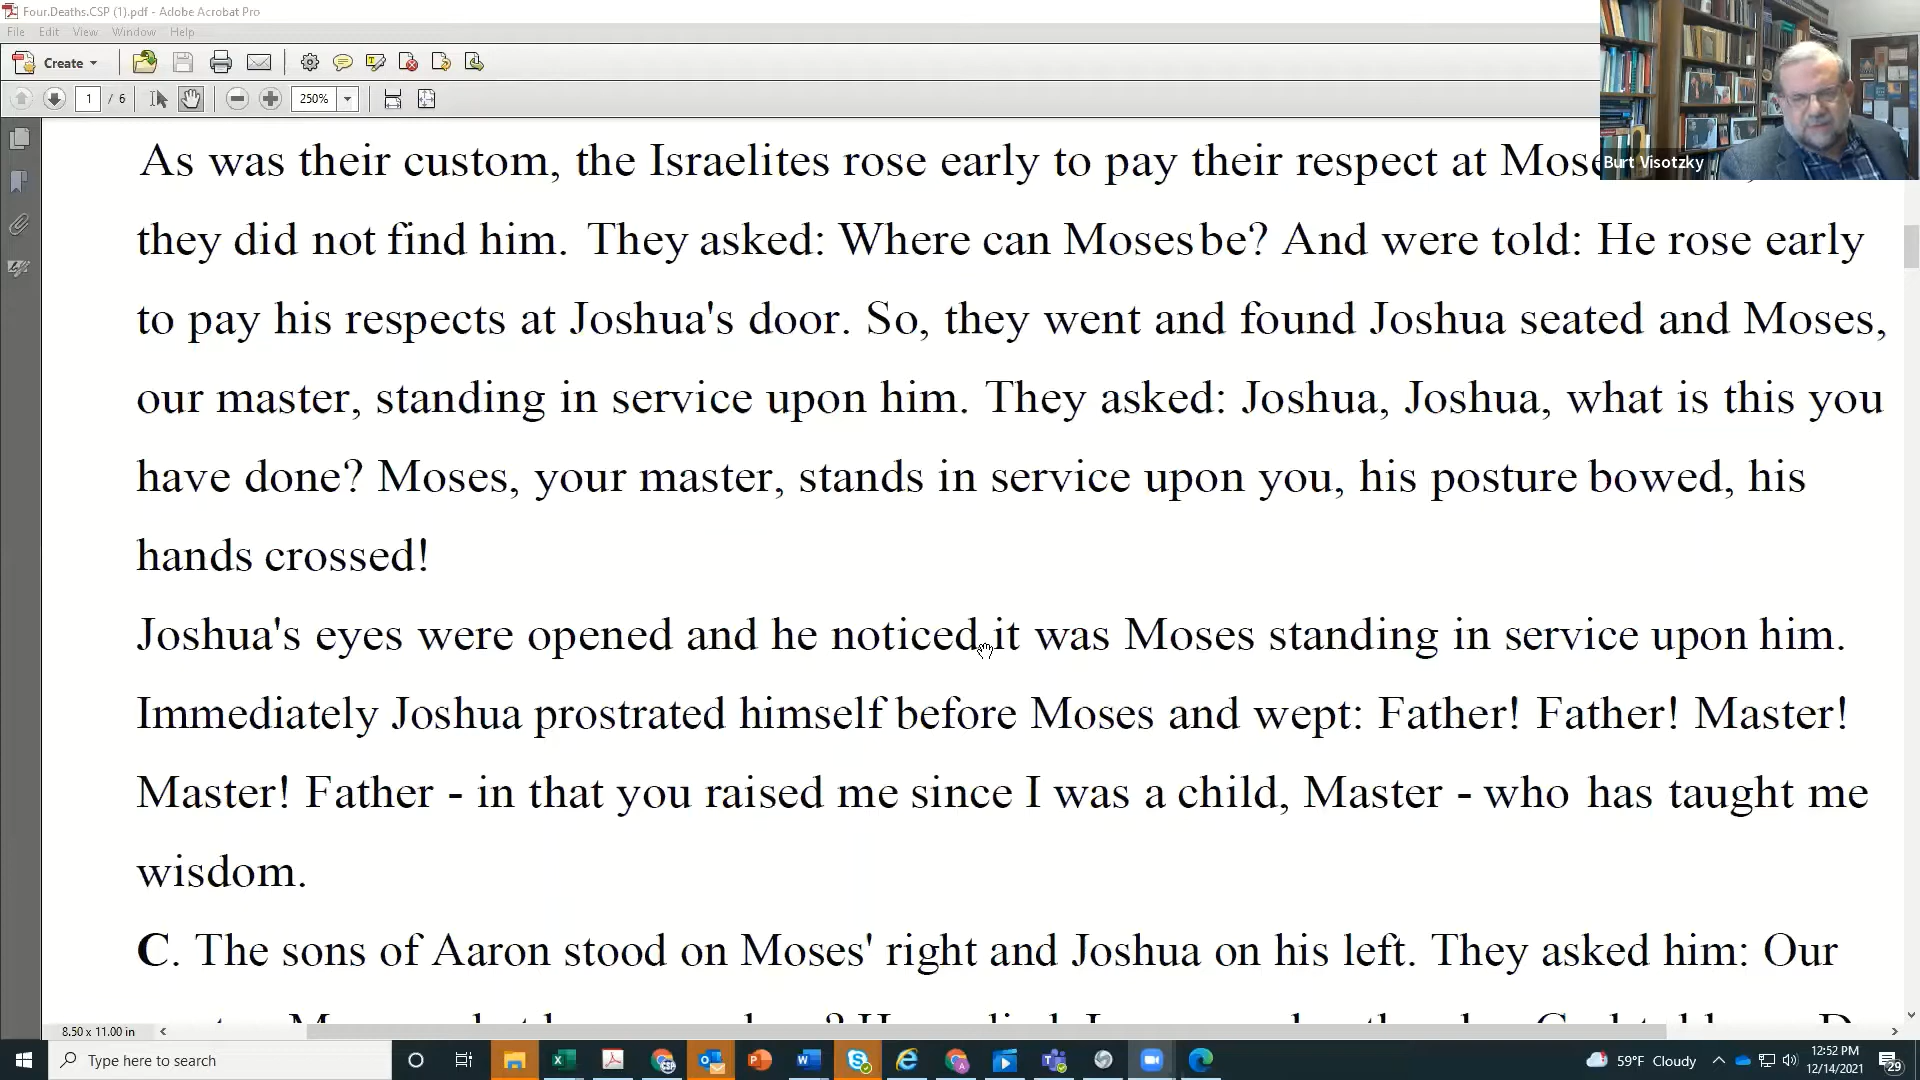 Four.Deaths.CSP (1).pdf - Adobe Acrobat Pro
File Edit View Window Help
Create
1 / 6 250%
As was their custom, the Israelites rose early to pay their respect at
Burt Visotzky
they did not find him. They asked: Where can Moses be? And were told: He rose early
to pay his respects at Joshua's door. So, they went and found Joshua seated and Moses,
our master, standing in service upon him. They asked: Joshua, Joshua, what is this you
have done? Moses, your master, stands in service upon you, his posture bowed, his
hands crossed!
Joshua's eyes were opened and he noticed it was Moses standing in service upon him.
Immediately Joshua prostrated himself before Moses and wept: Father! Father! Master!
Master! Father - in that you raised me since I was a child, Master - who has taught me
wisdom.
C. The sons of Aaron stood on Moses' right and Joshua on his left. They asked him: Our
8.50 x 11.00 in
Type here to search
59°F Cloudy
12:52 PM
12/14/2021
29